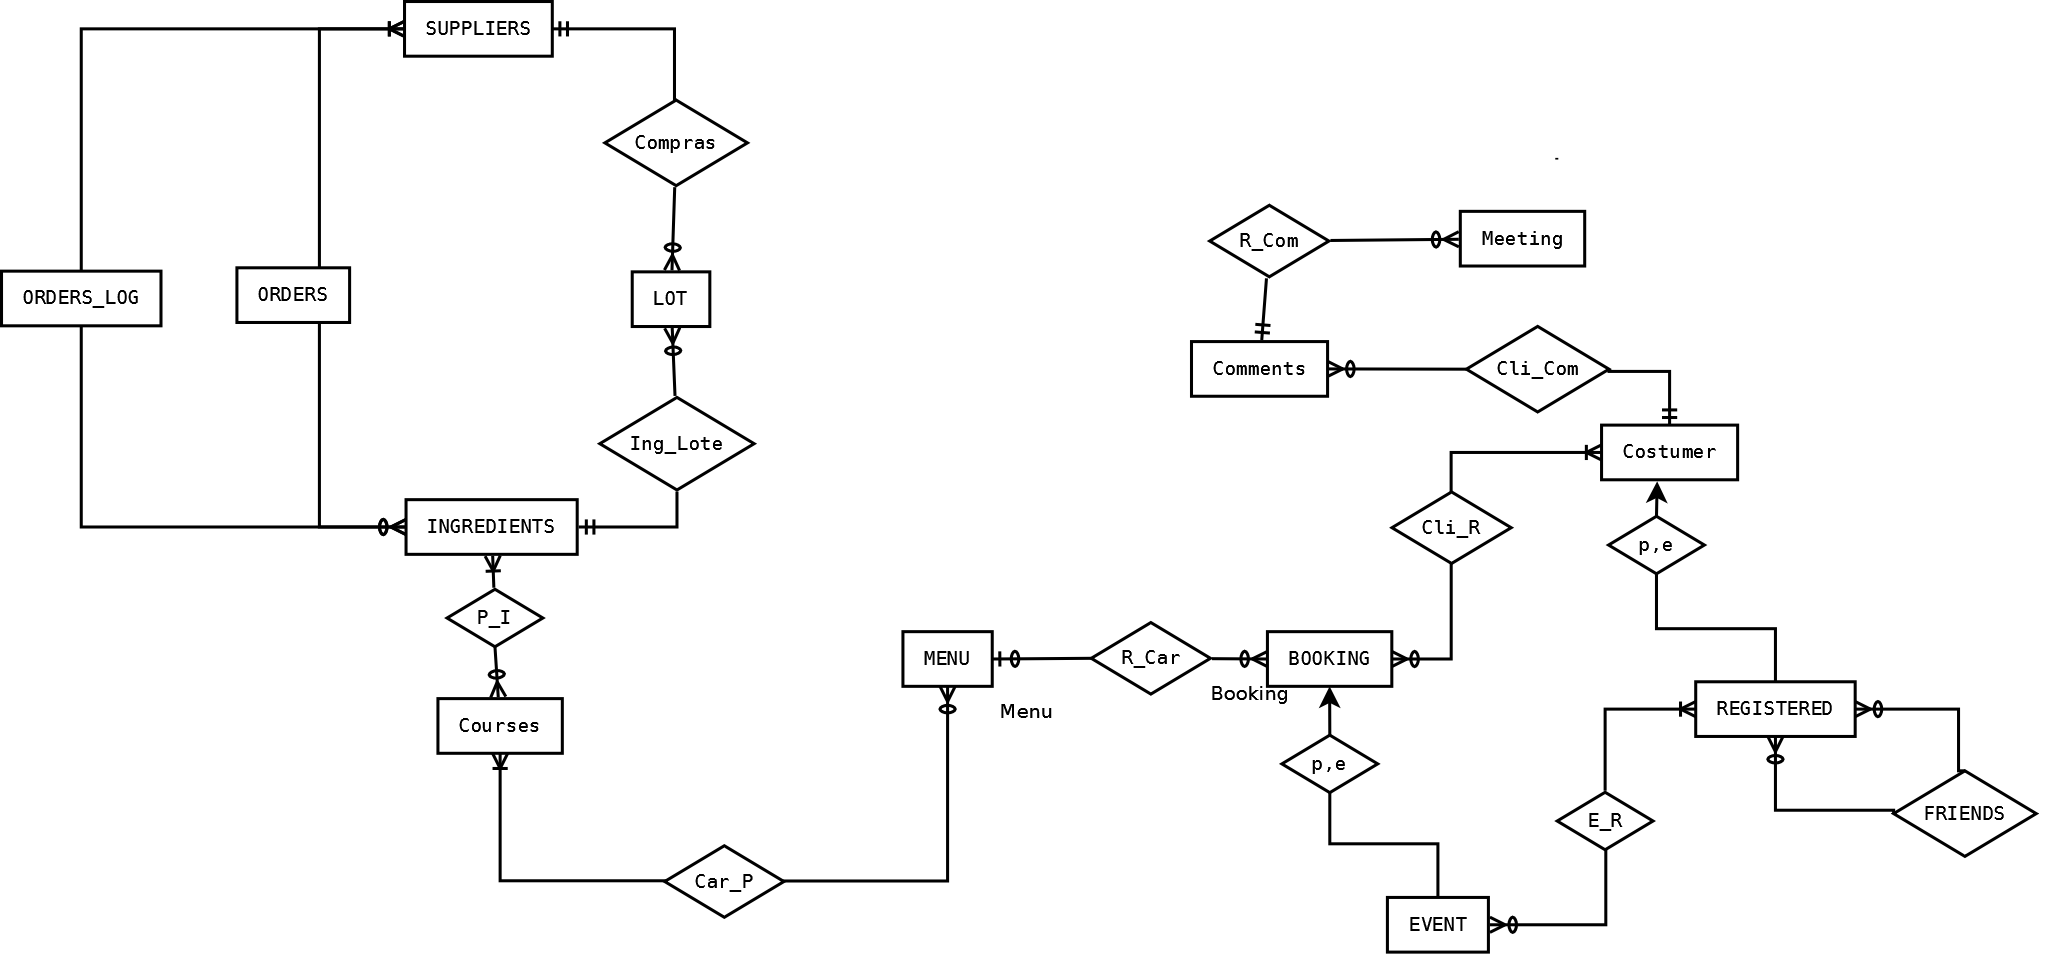 SUPPLIERS
Compras
R_Com
Meeting
ORDERS_LOG
ORDERS
LOT
Comments
Cli_Com
Ing_Lote
Costumer
INGREDIENTS
Cli_R
p,e
P_I
MENU
R_Car
BOOKING
Booking
Menu
Courses
REGISTERED
p,e
E_R
FRIENDS
Car_P
EVENT